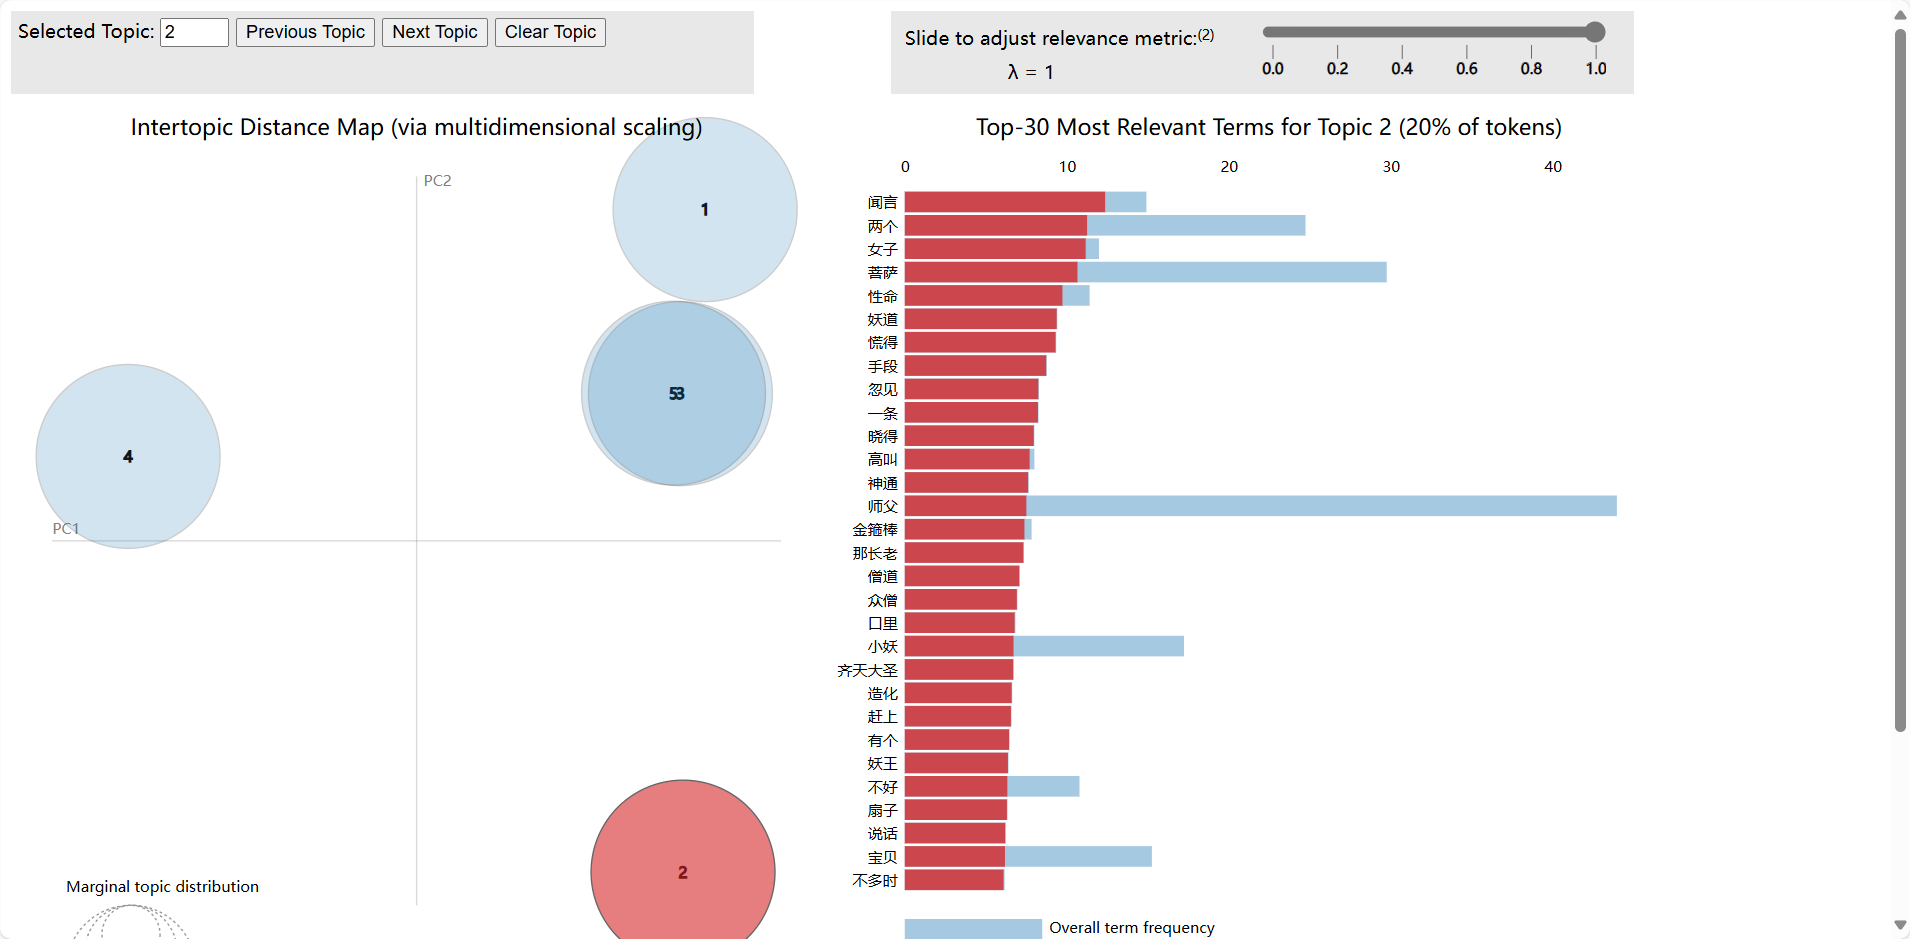 Selected Topic: 2 Previous Topic Next Topic Clear Topic
Slide to adjust relevance metric:(2)
λ = 1
0.0 0.2 0.4 0.6 0.8 1.0
Intertopic Distance Map (via multidimensional scaling)
PC2
PC1
1
53
4
2
Marginal topic distribution
Top-30 Most Relevant Terms for Topic 2 (20% of tokens)
0 10 20 30 40
闻言
两个
女子
菩萨
性命
妖道
慌得
手段
忽见
一条
晓得
高叫
神通
师父
金箍棒
那长老
僧道
众僧
口里
小妖
齐天大圣
造化
赶上
有个
妖王
不好
扇子
说话
宝贝
不多时
Overall term frequency